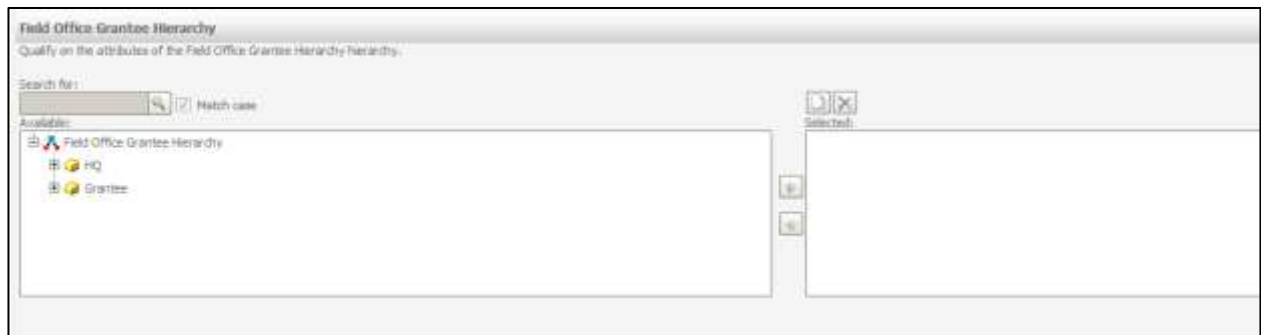 Field Office Grantee Hierarchy
Qualify on the attributes of the Field Office Grantee Hierarchy hierarchy.
Search for:
Match case
Available:
Selected:
Field Office Grantee Hierarchy
HQ
Grantee